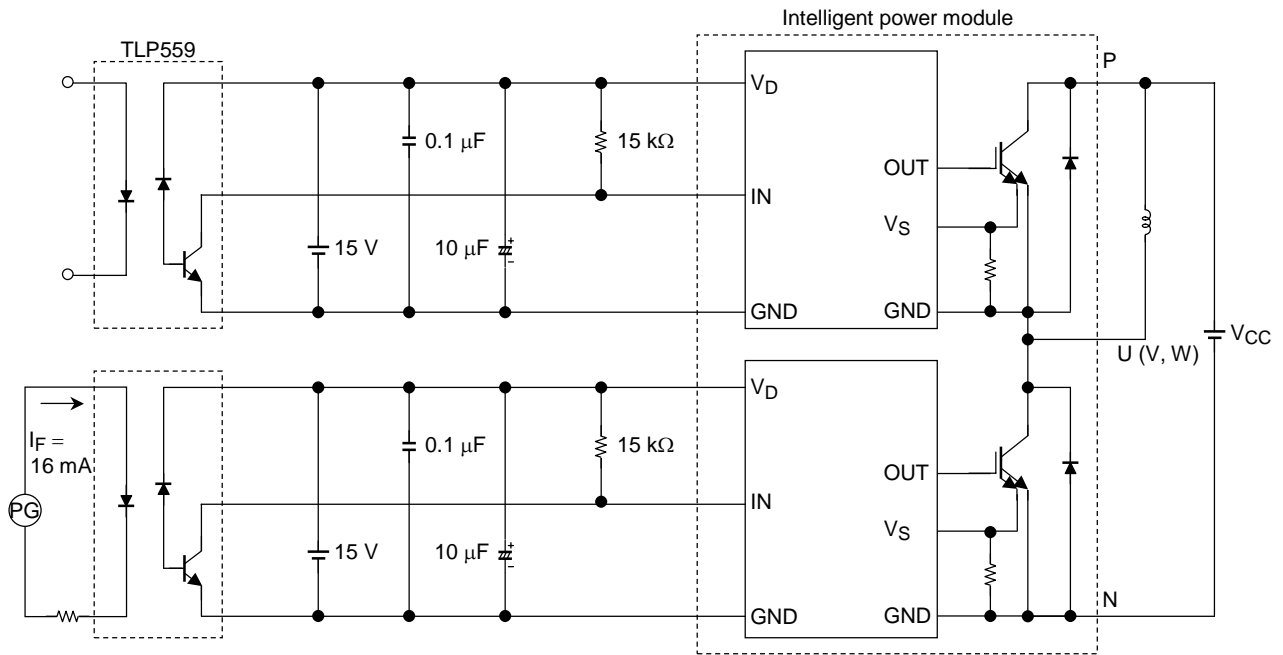 Intelligent power module
TLP559
P
V_D
0.1 μF
15 kΩ
OUT
IN
V_S
15 V
10 μF
+
−
GND
GND
U (V, W)
V_CC
V_D
I_F =
16 mA
0.1 μF
15 kΩ
OUT
PG
IN
V_S
15 V
10 μF
+
−
GND
GND
N